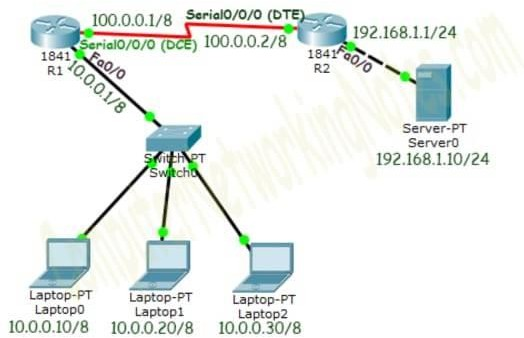 100.0.0.1/8
Serial0/0/0 (DTE)
192.168.1.1/24
Serial0/0/0 (DCE)
100.0.0.2/8
1841
R1
Fa0/0
10.0.0.1/8
1841
R2
Fa0/0
Server-PT
Server0
192.168.1.10/24
Switch-PT
Switch0
Laptop-PT
Laptop0
10.0.0.10/8
Laptop-PT
Laptop1
10.0.0.20/8
Laptop-PT
Laptop2
10.0.0.30/8
ComputerNetworkingNotes.com